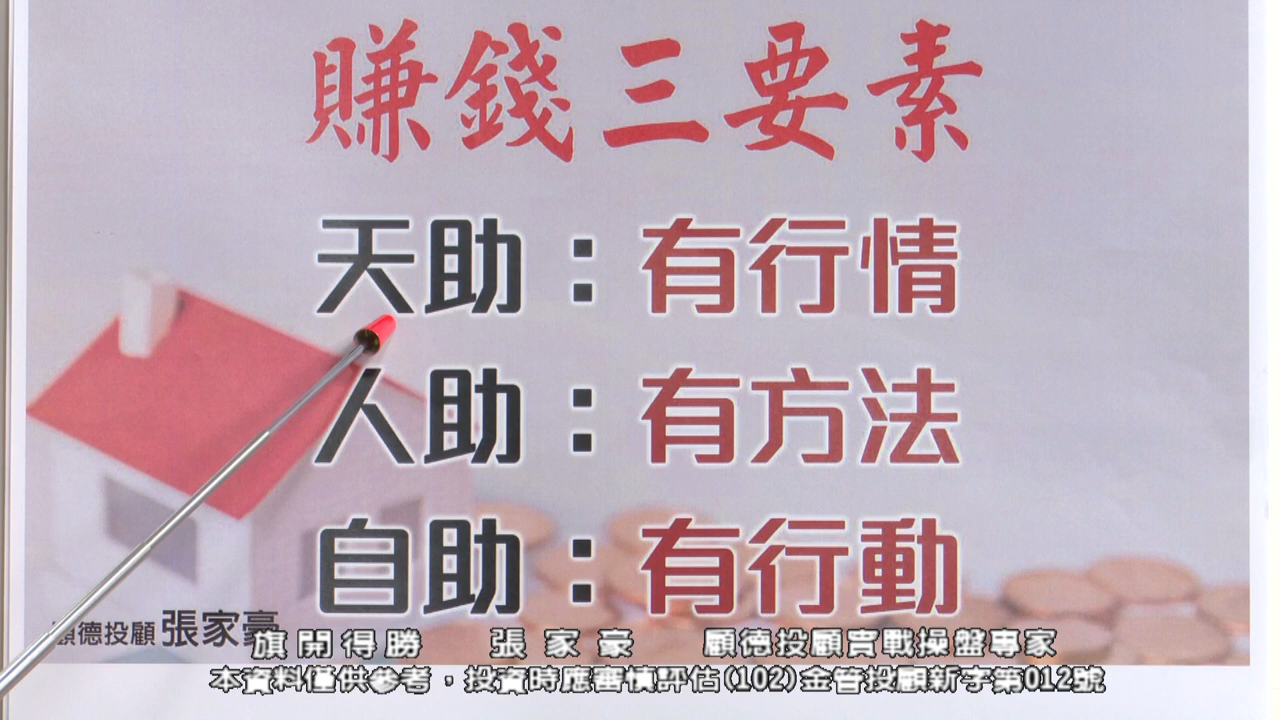 賺錢三要素
天助：有行情
人助：有方法
自助：有行動
顧德投顧 張家豪
旗開得勝 張家豪 顧德投顧實戰操盤專家
本資料僅供參考，投資時應審慎評估(102)金管投顧新字第012號